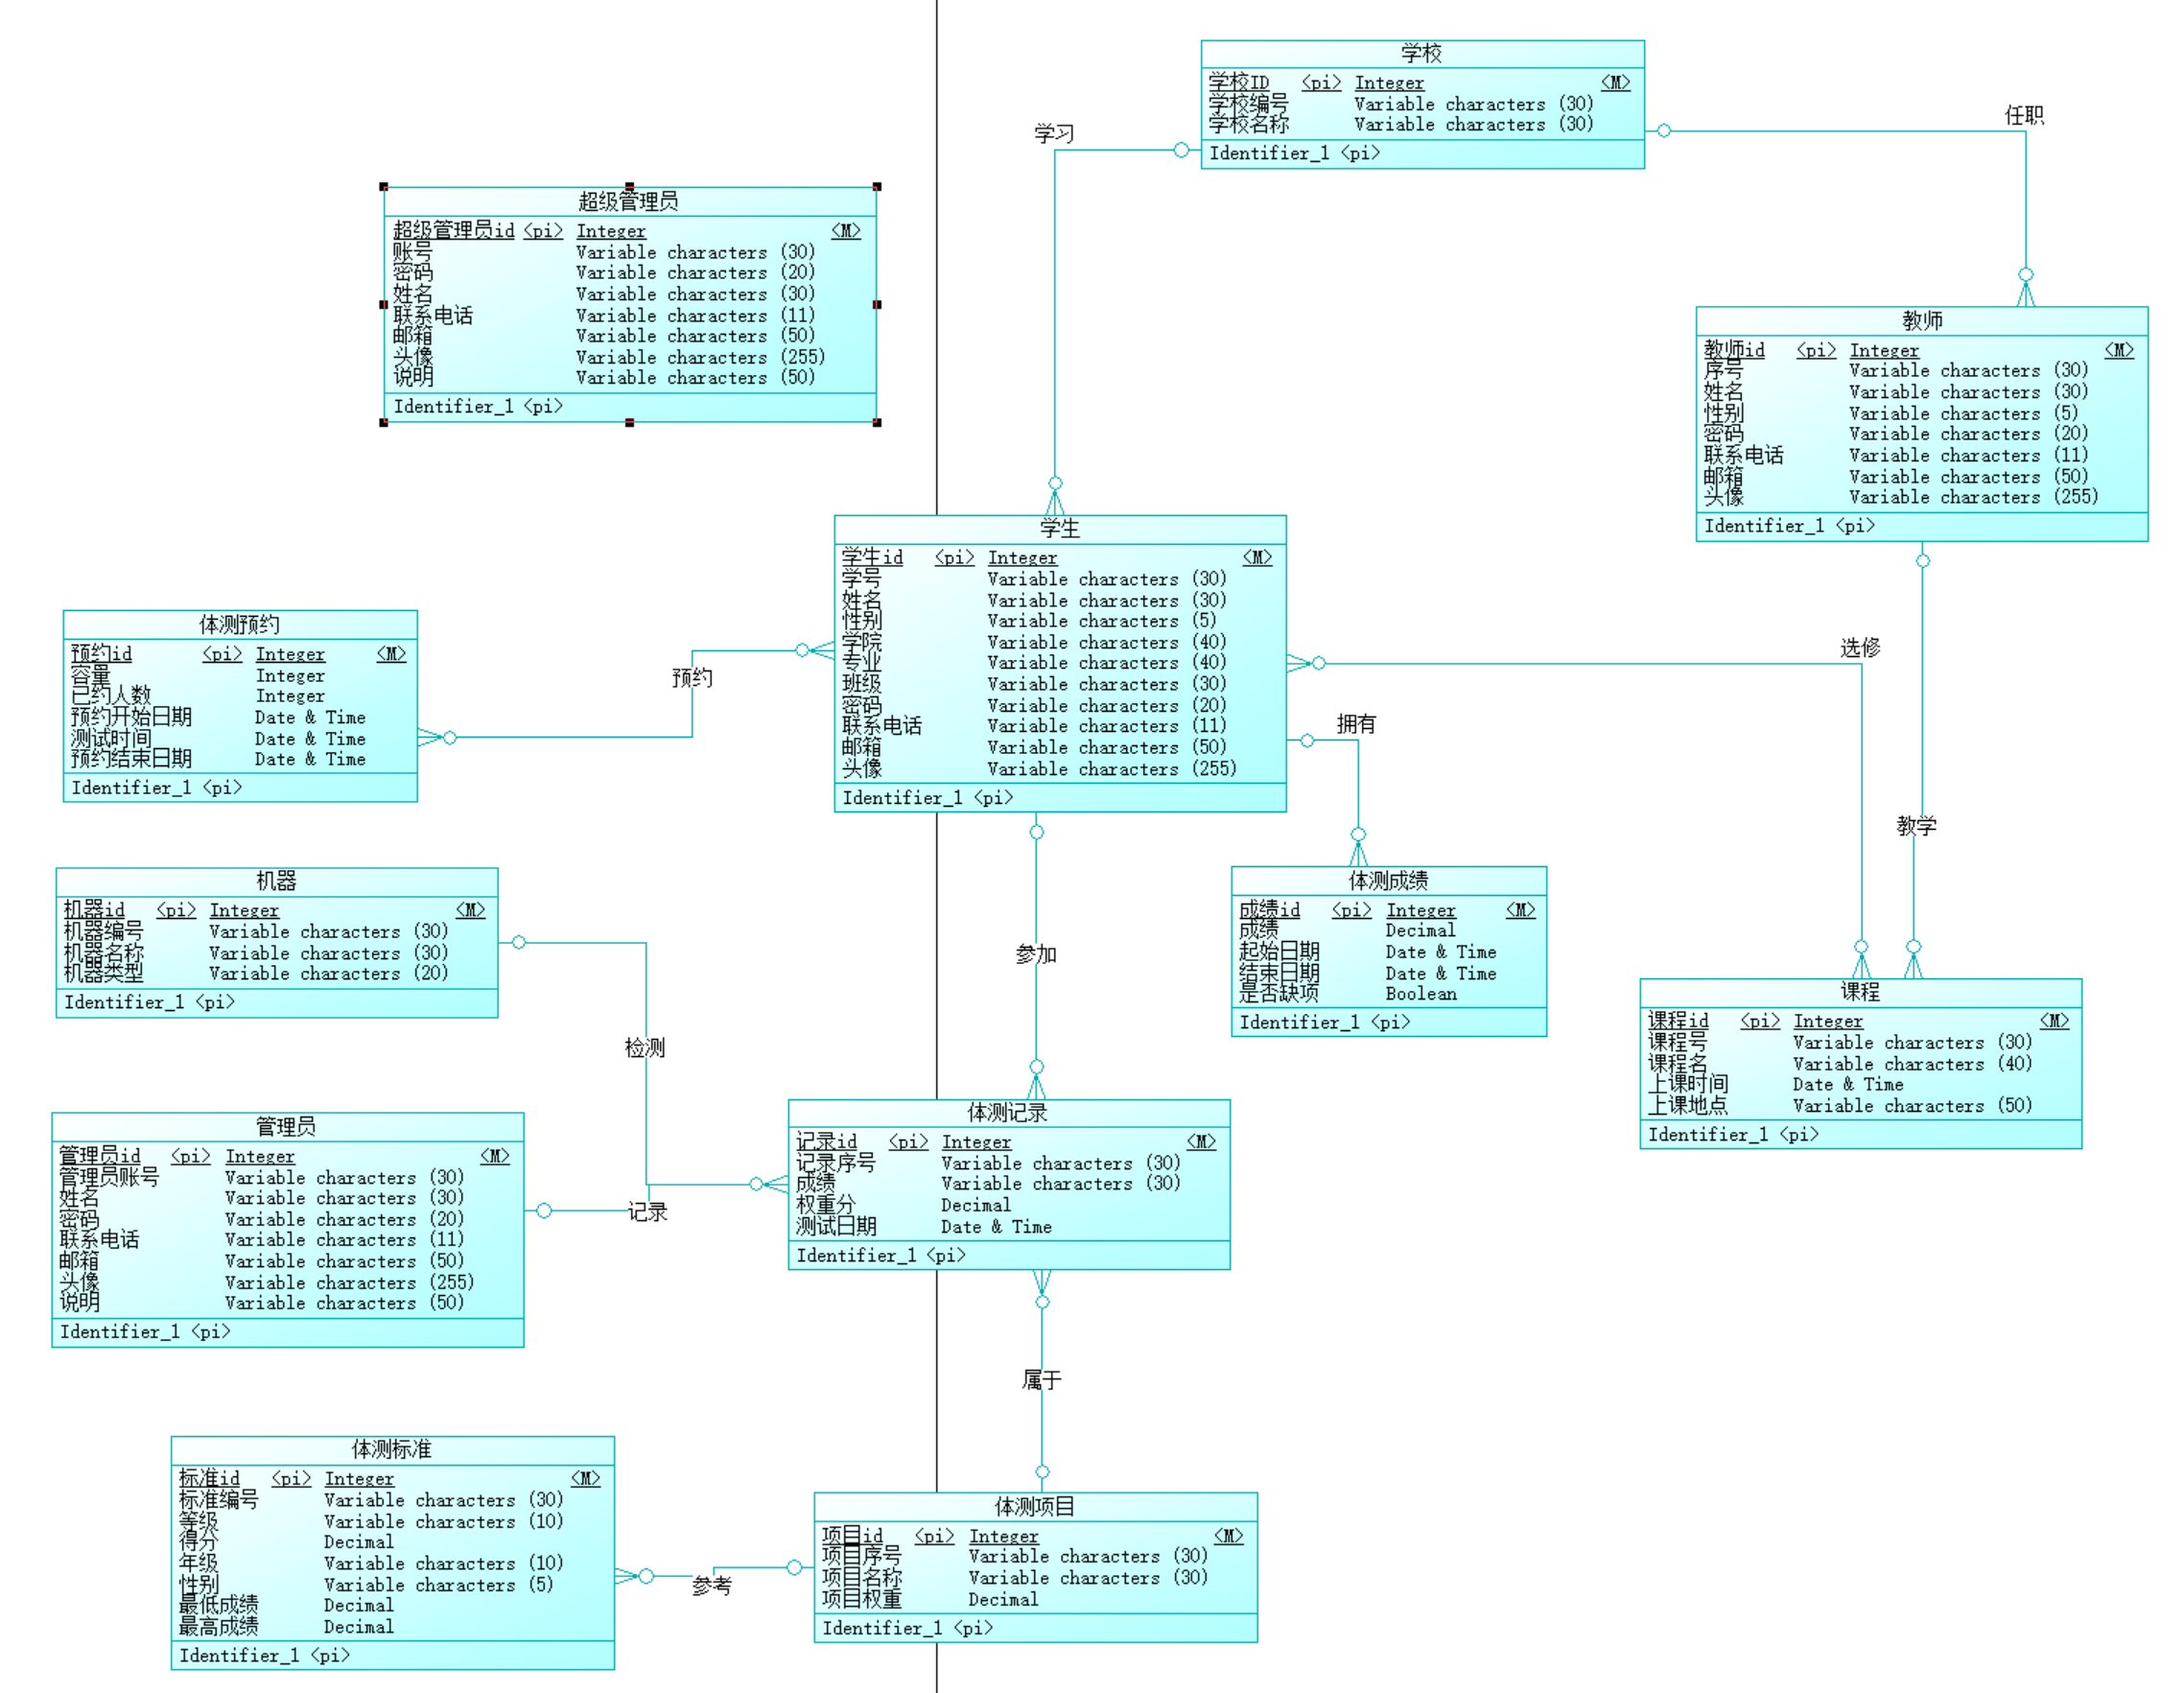 学校
学校ID <pi> Integer <M>
学校编号 Variable characters (30)
学校名称 Variable characters (30)
Identifier_1 <pi>
学习
任职
超级管理员
超级管理员id <pi> Integer <M>
账号 Variable characters (30)
密码 Variable characters (20)
姓名 Variable characters (30)
联系电话 Variable characters (11)
邮箱 Variable characters (50)
头像 Variable characters (255)
说明 Variable characters (50)
Identifier_1 <pi>
教师
教师id <pi> Integer <M>
序号 Variable characters (30)
姓名 Variable characters (30)
性别 Variable characters (5)
密码 Variable characters (20)
联系电话 Variable characters (11)
邮箱 Variable characters (50)
头像 Variable characters (255)
Identifier_1 <pi>
学生
学生id <pi> Integer <M>
学号 Variable characters (30)
姓名 Variable characters (30)
性别 Variable characters (5)
学院 Variable characters (40)
专业 Variable characters (40)
班级 Variable characters (30)
密码 Variable characters (20)
联系电话 Variable characters (11)
邮箱 Variable characters (50)
头像 Variable characters (255)
Identifier_1 <pi>
体测预约
预约id <pi> Integer <M>
容量 Integer
已约人数 Integer
预约开始日期 Date & Time
测试时间 Date & Time
预约结束日期 Date & Time
Identifier_1 <pi>
预约
选修
拥有
教学
机器
机器id <pi> Integer <M>
机器编号 Variable characters (30)
机器名称 Variable characters (30)
机器类型 Variable characters (20)
Identifier_1 <pi>
体测成绩
成绩id <pi> Integer <M>
成绩 Decimal
起始日期 Date & Time
结束日期 Date & Time
是否缺项 Boolean
Identifier_1 <pi>
参加
检测
课程
课程id <pi> Integer <M>
课程号 Variable characters (30)
课程名 Variable characters (40)
上课时间 Date & Time
上课地点 Variable characters (50)
Identifier_1 <pi>
管理员
管理员id <pi> Integer <M>
管理员账号 Variable characters (30)
姓名 Variable characters (30)
密码 Variable characters (20)
联系电话 Variable characters (11)
邮箱 Variable characters (50)
头像 Variable characters (255)
说明 Variable characters (50)
Identifier_1 <pi>
记录
体测记录
记录id <pi> Integer <M>
记录序号 Variable characters (30)
成绩 Variable characters (30)
权重分 Decimal
测试日期 Date & Time
Identifier_1 <pi>
属于
体测标准
标准id <pi> Integer <M>
标准编号 Variable characters (30)
等级 Variable characters (10)
得分 Decimal
年级 Variable characters (10)
性别 Variable characters (5)
最低成绩 Decimal
最高成绩 Decimal
Identifier_1 <pi>
参考
体测项目
项目id <pi> Integer <M>
项目序号 Variable characters (30)
项目名称 Variable characters (30)
项目权重 Decimal
Identifier_1 <pi>